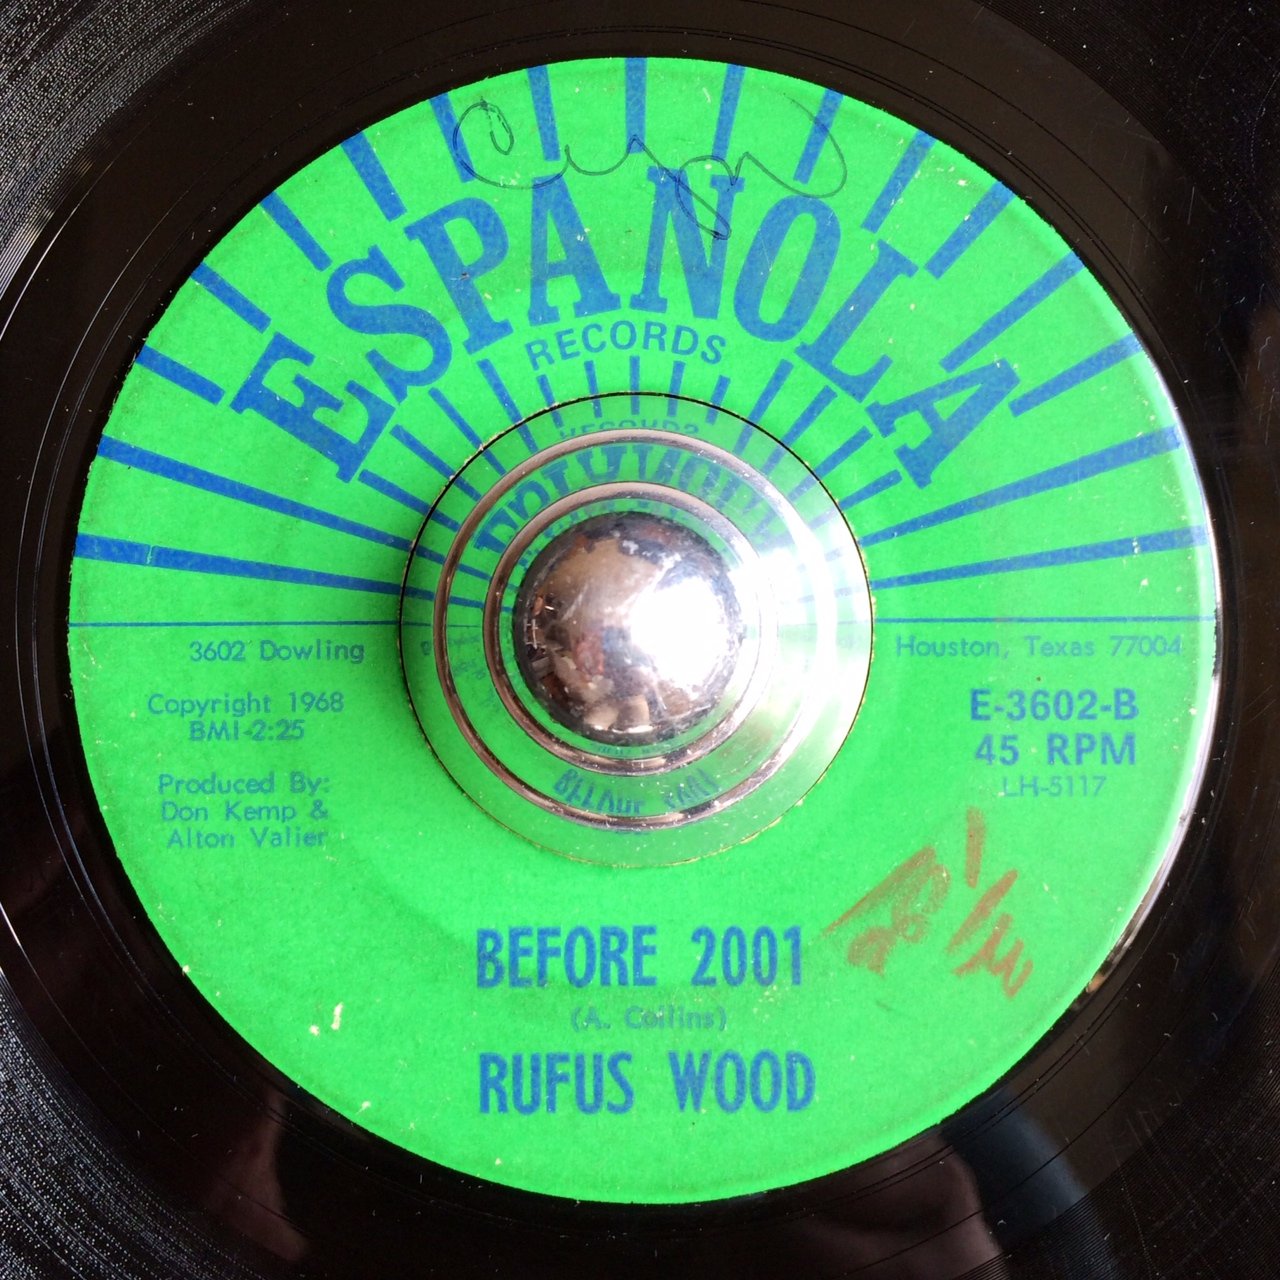 ESPANOLA
RECORDS
3602 Dowling
Houston, Texas 77004
Copyright 1968
BMI-2:25
Produced By:
Don Kemp &
Alton Valier
E-3602-B
45 RPM
LH-5117
BEFORE 2001
(A. Collins)
RUFUS WOOD